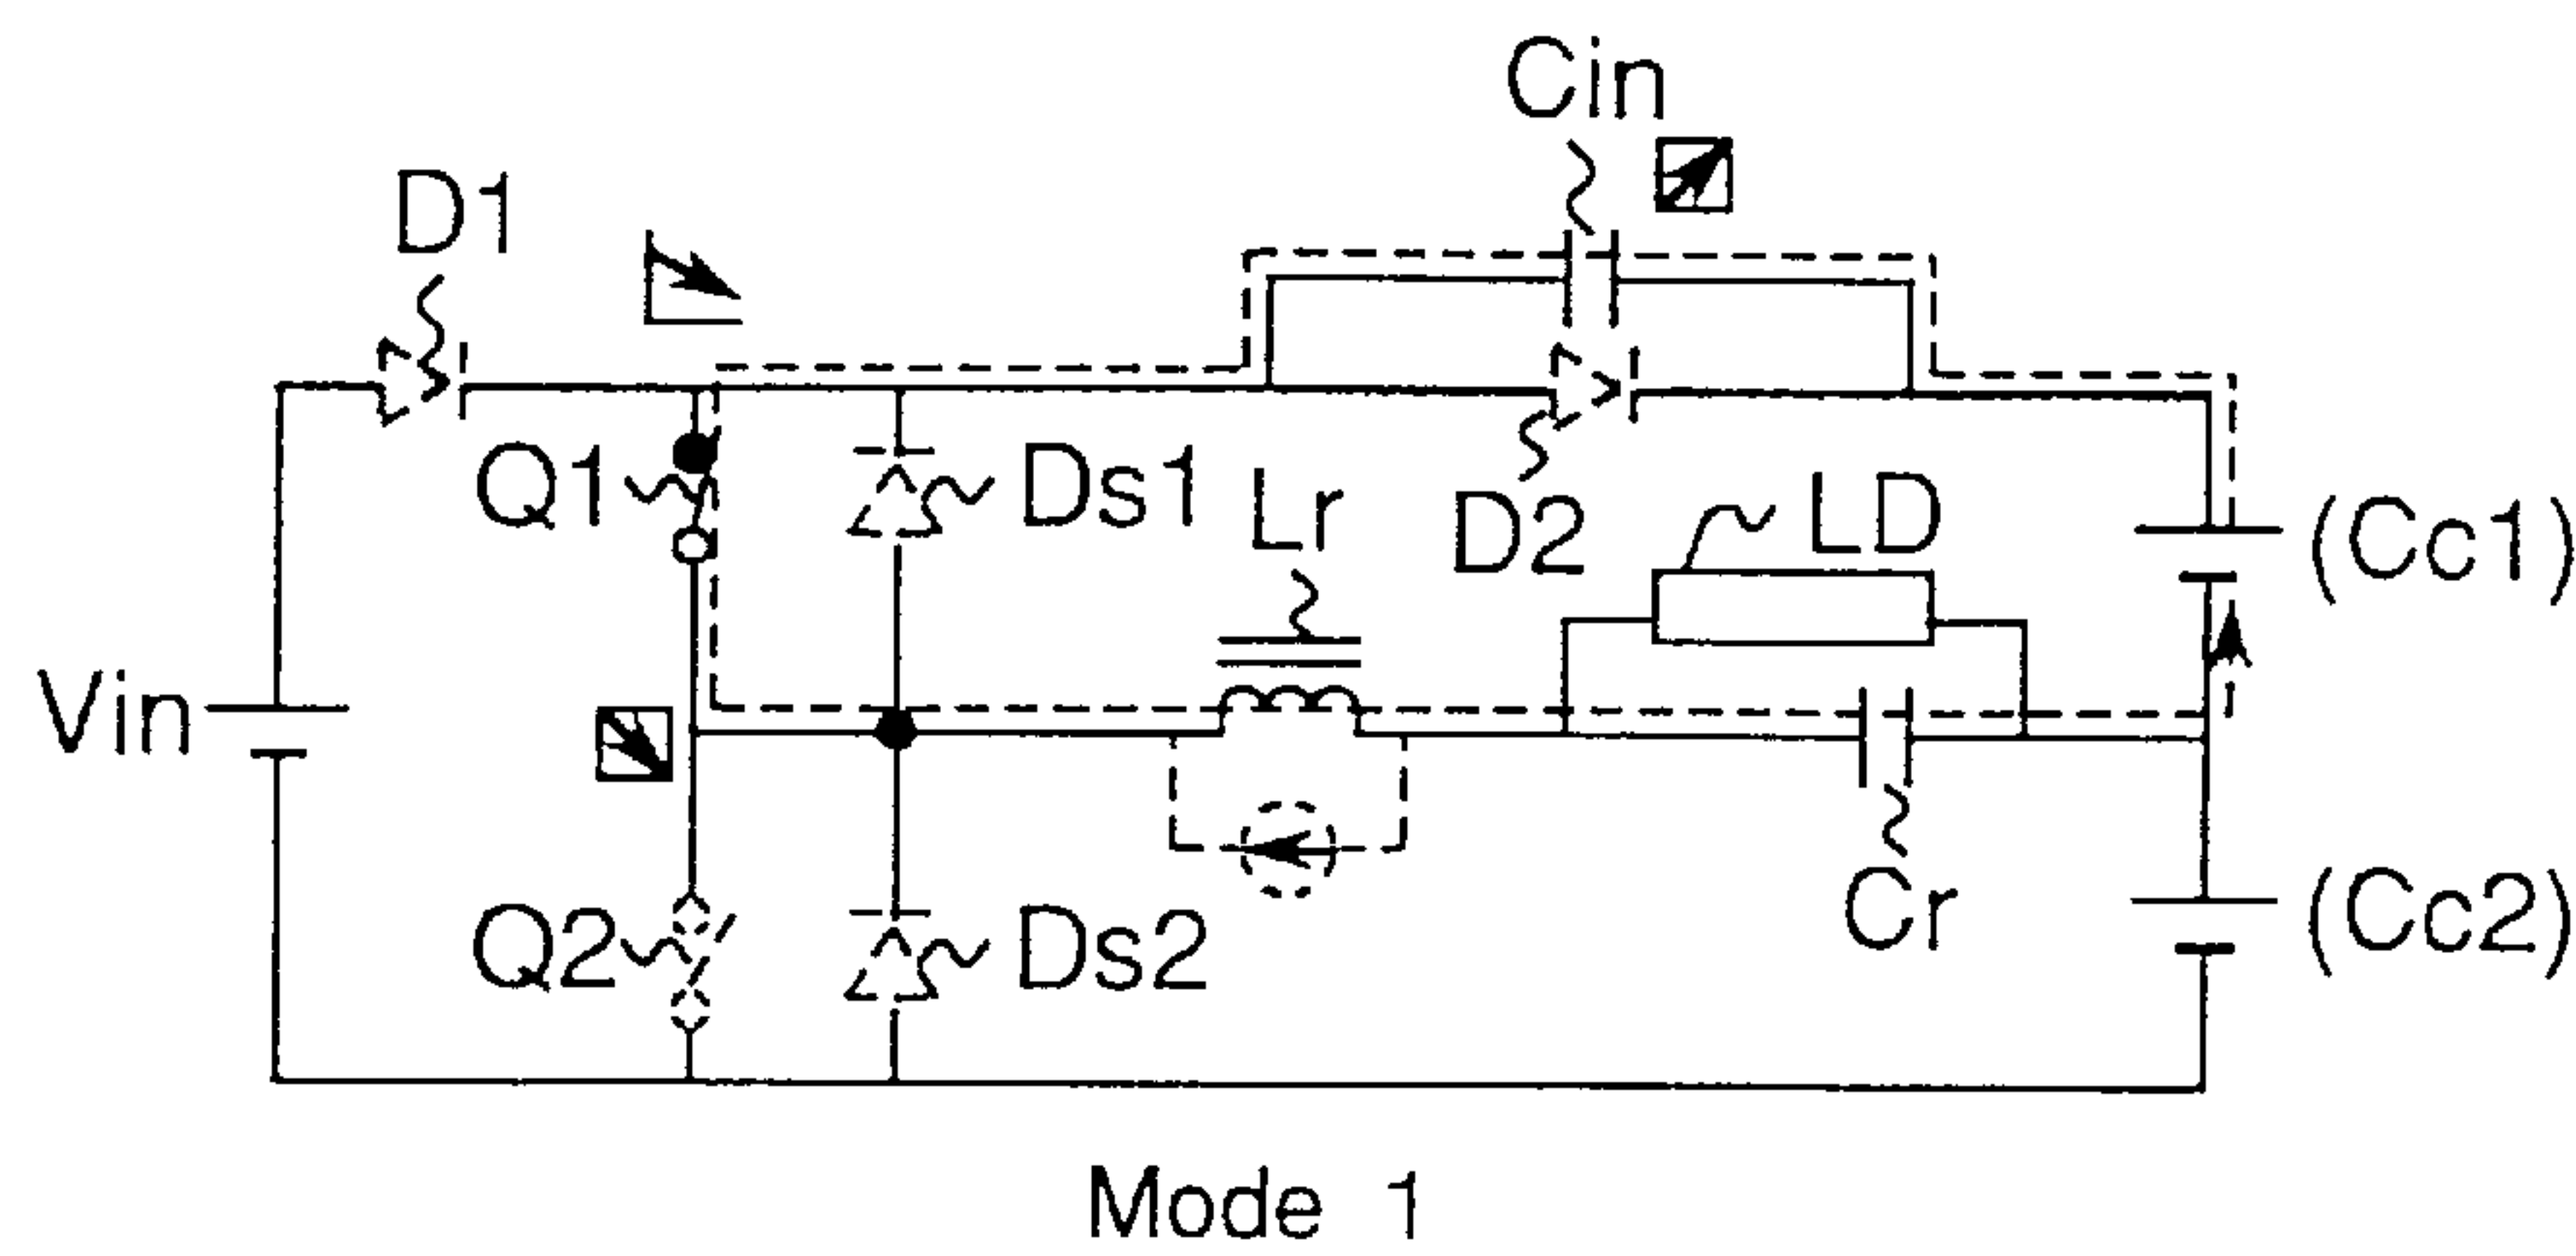 Cin
D1
Q1
Ds1
Lr
D2
LD
(Cc1)
Vin
Q2
Ds2
Cr
(Cc2)
Mode 1